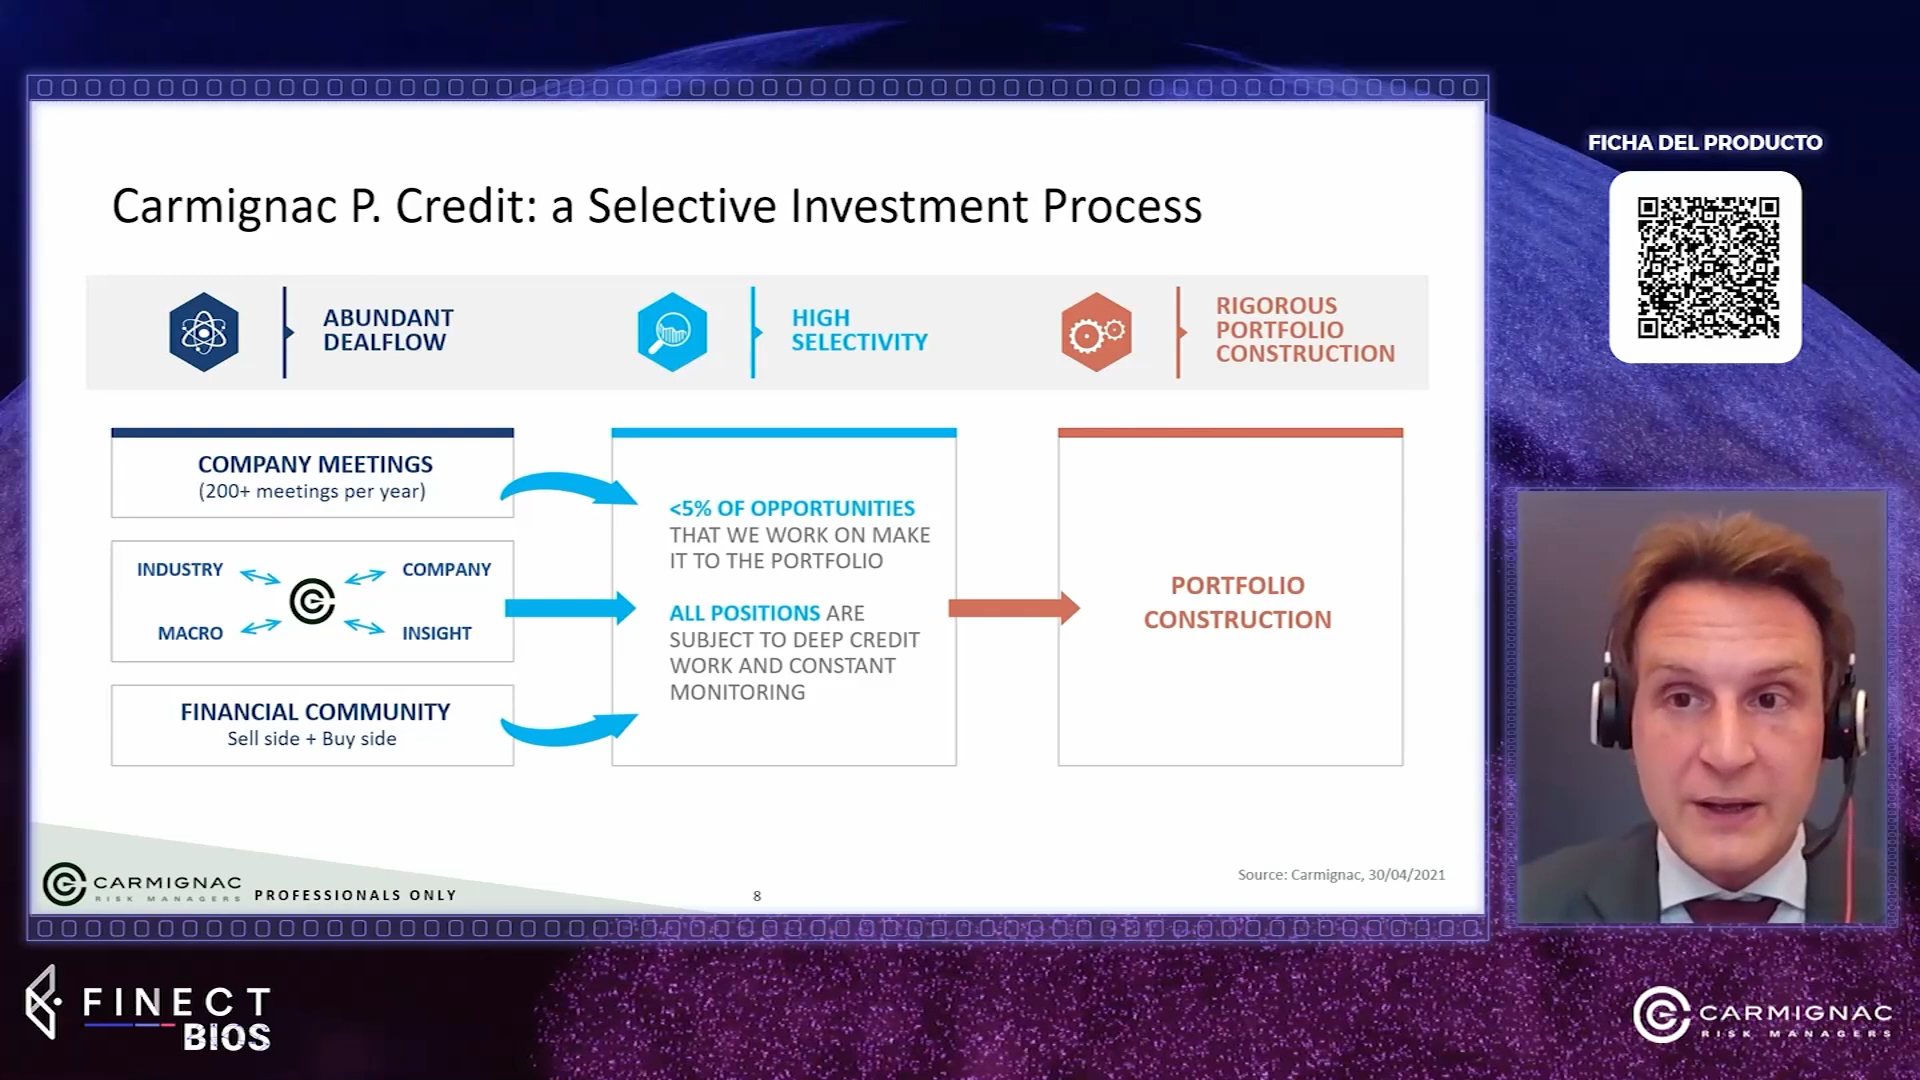 FICHA DEL PRODUCTO
Carmignac P. Credit: a Selective Investment Process
ABUNDANT
DEALFLOW
HIGH
SELECTIVITY
RIGOROUS
PORTFOLIO
CONSTRUCTION
COMPANY MEETINGS
(200+ meetings per year)
INDUSTRY
COMPANY
MACRO
INSIGHT
FINANCIAL COMMUNITY
Sell side + Buy side
<5% OF OPPORTUNITIES
THAT WE WORK ON MAKE
IT TO THE PORTFOLIO
ALL POSITIONS ARE
SUBJECT TO DEEP CREDIT
WORK AND CONSTANT
MONITORING
PORTFOLIO
CONSTRUCTION
Source: Carmignac, 30/04/2021
CARMIGNAC
RISK MANAGERS
PROFESSIONALS ONLY
8
FINECT
BIOS
CARMIGNAC
RISK MANAGERS